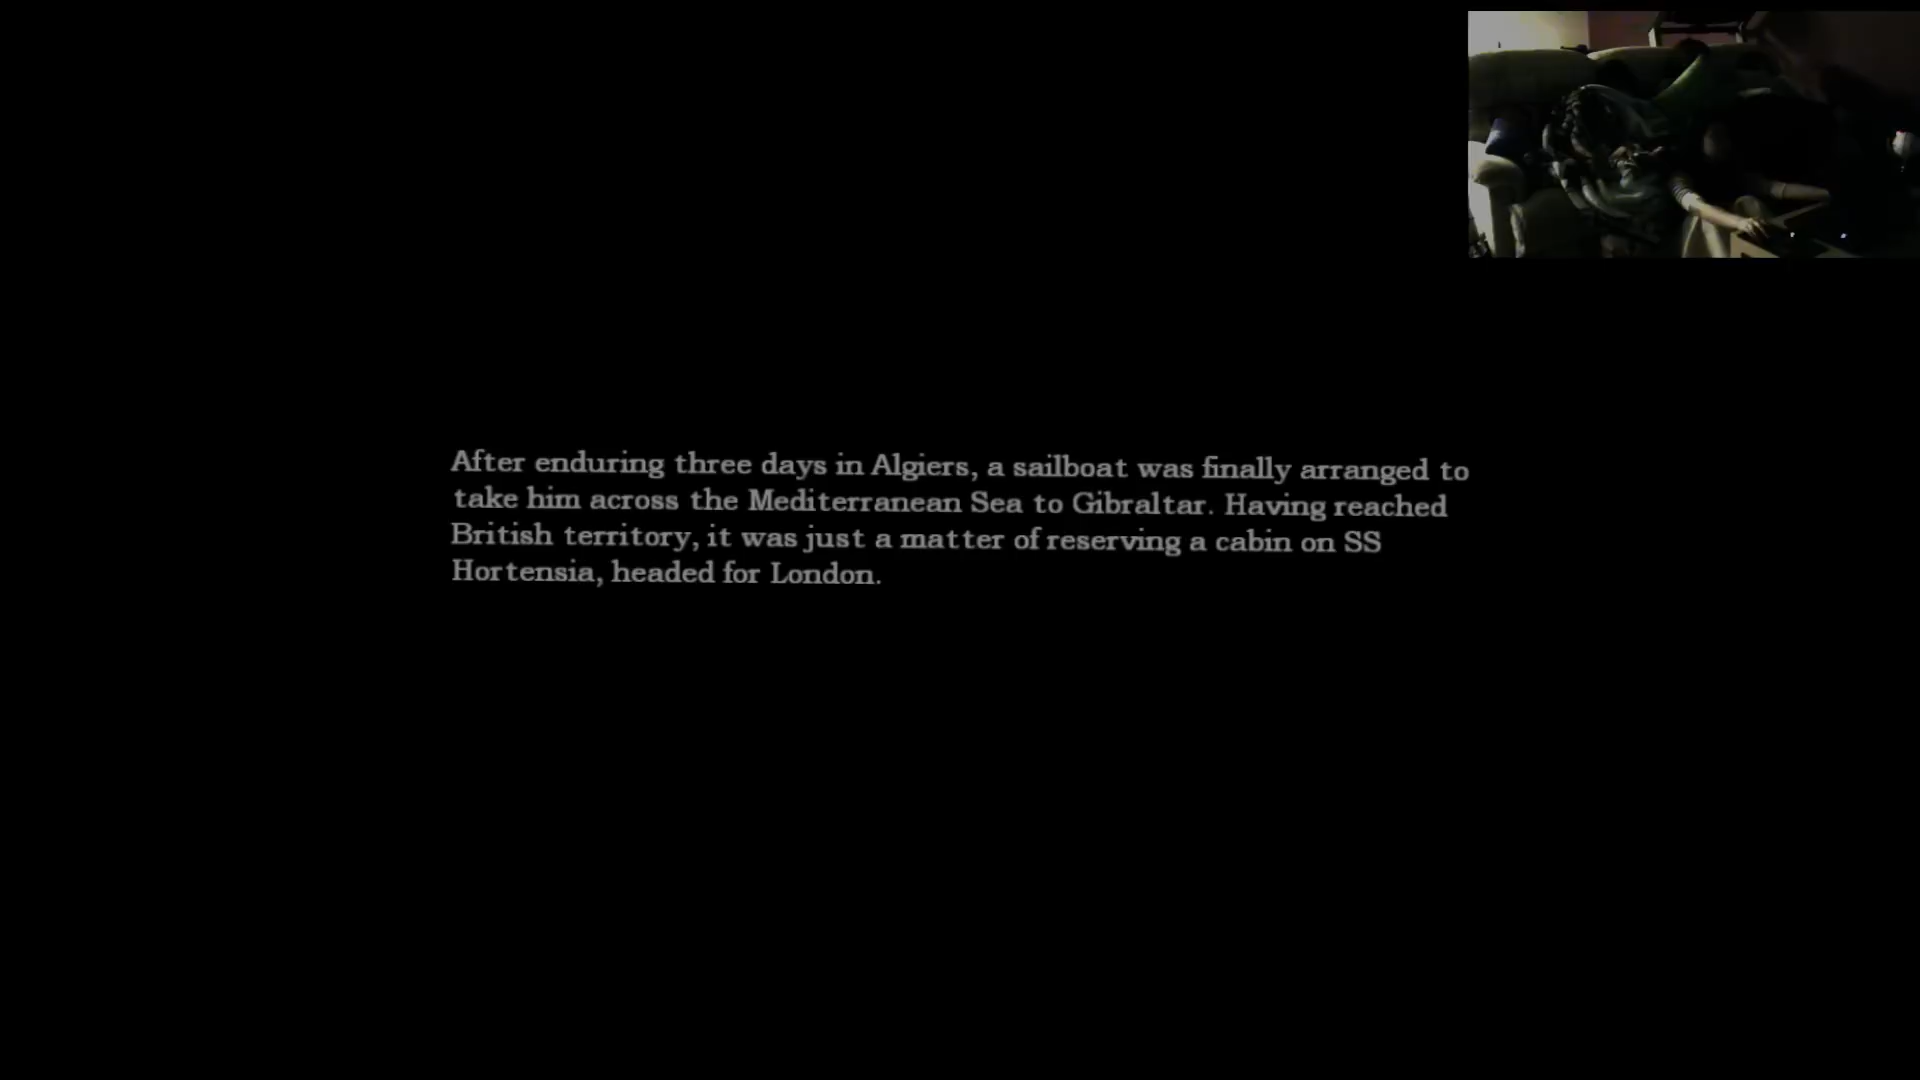 After enduring three days in Algiers, a sailboat was finally arranged to
take him across the Mediterranean Sea to Gibraltar. Having reached
British territory, it was just a matter of reserving a cabin on SS
Hortensia, headed for London.